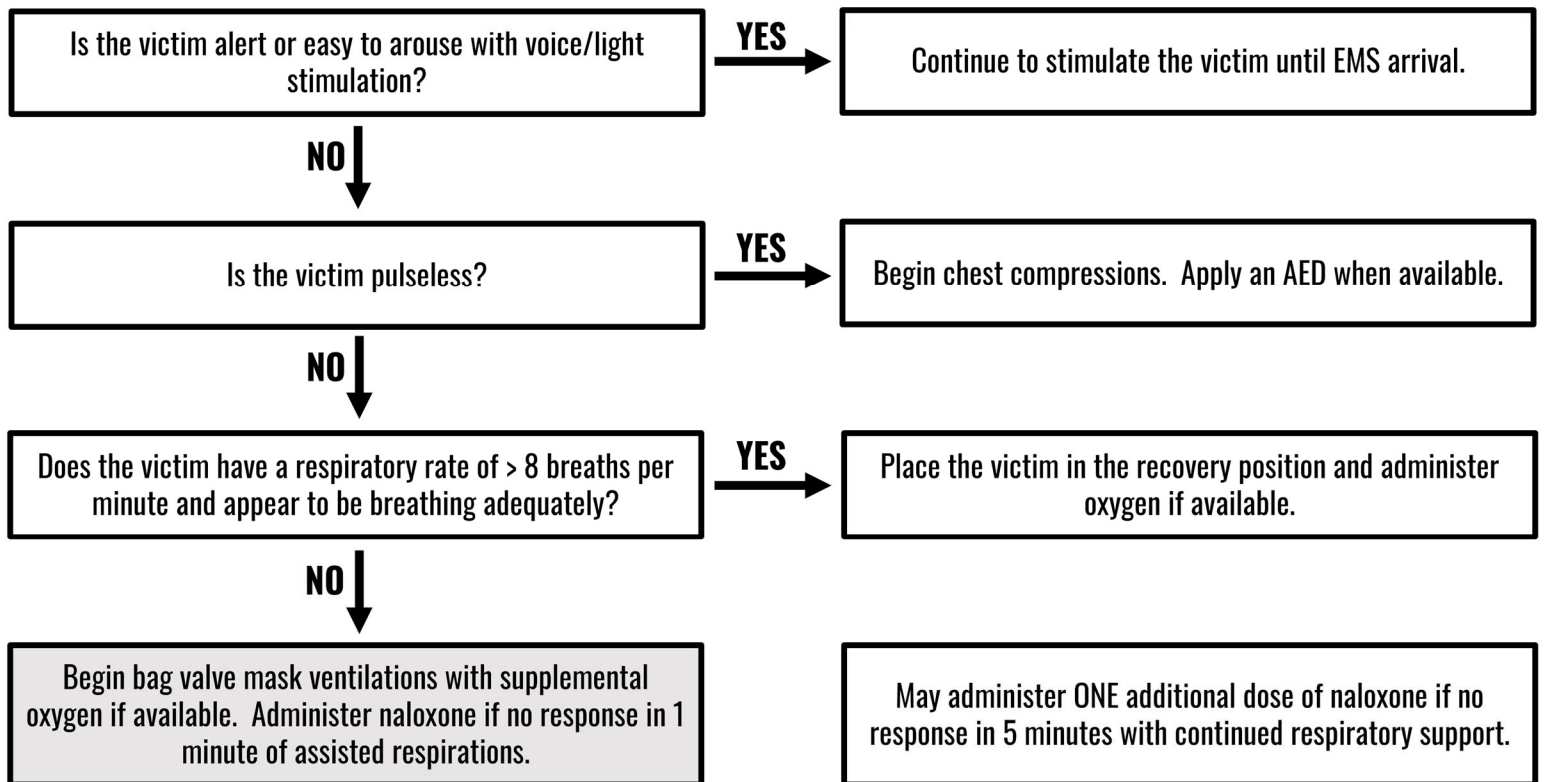 Is the victim alert or easy to arouse with voice/light
stimulation?
YES
Continue to stimulate the victim until EMS arrival.
NO
Is the victim pulseless?
YES
Begin chest compressions.  Apply an AED when available.
NO
Does the victim have a respiratory rate of > 8 breaths per
minute and appear to be breathing adequately?
YES
Place the victim in the recovery position and administer
oxygen if available.
NO
Begin bag valve mask ventilations with supplemental
oxygen if available.  Administer naloxone if no response in 1
minute of assisted respirations.
May administer ONE additional dose of naloxone if no
response in 5 minutes with continued respiratory support.